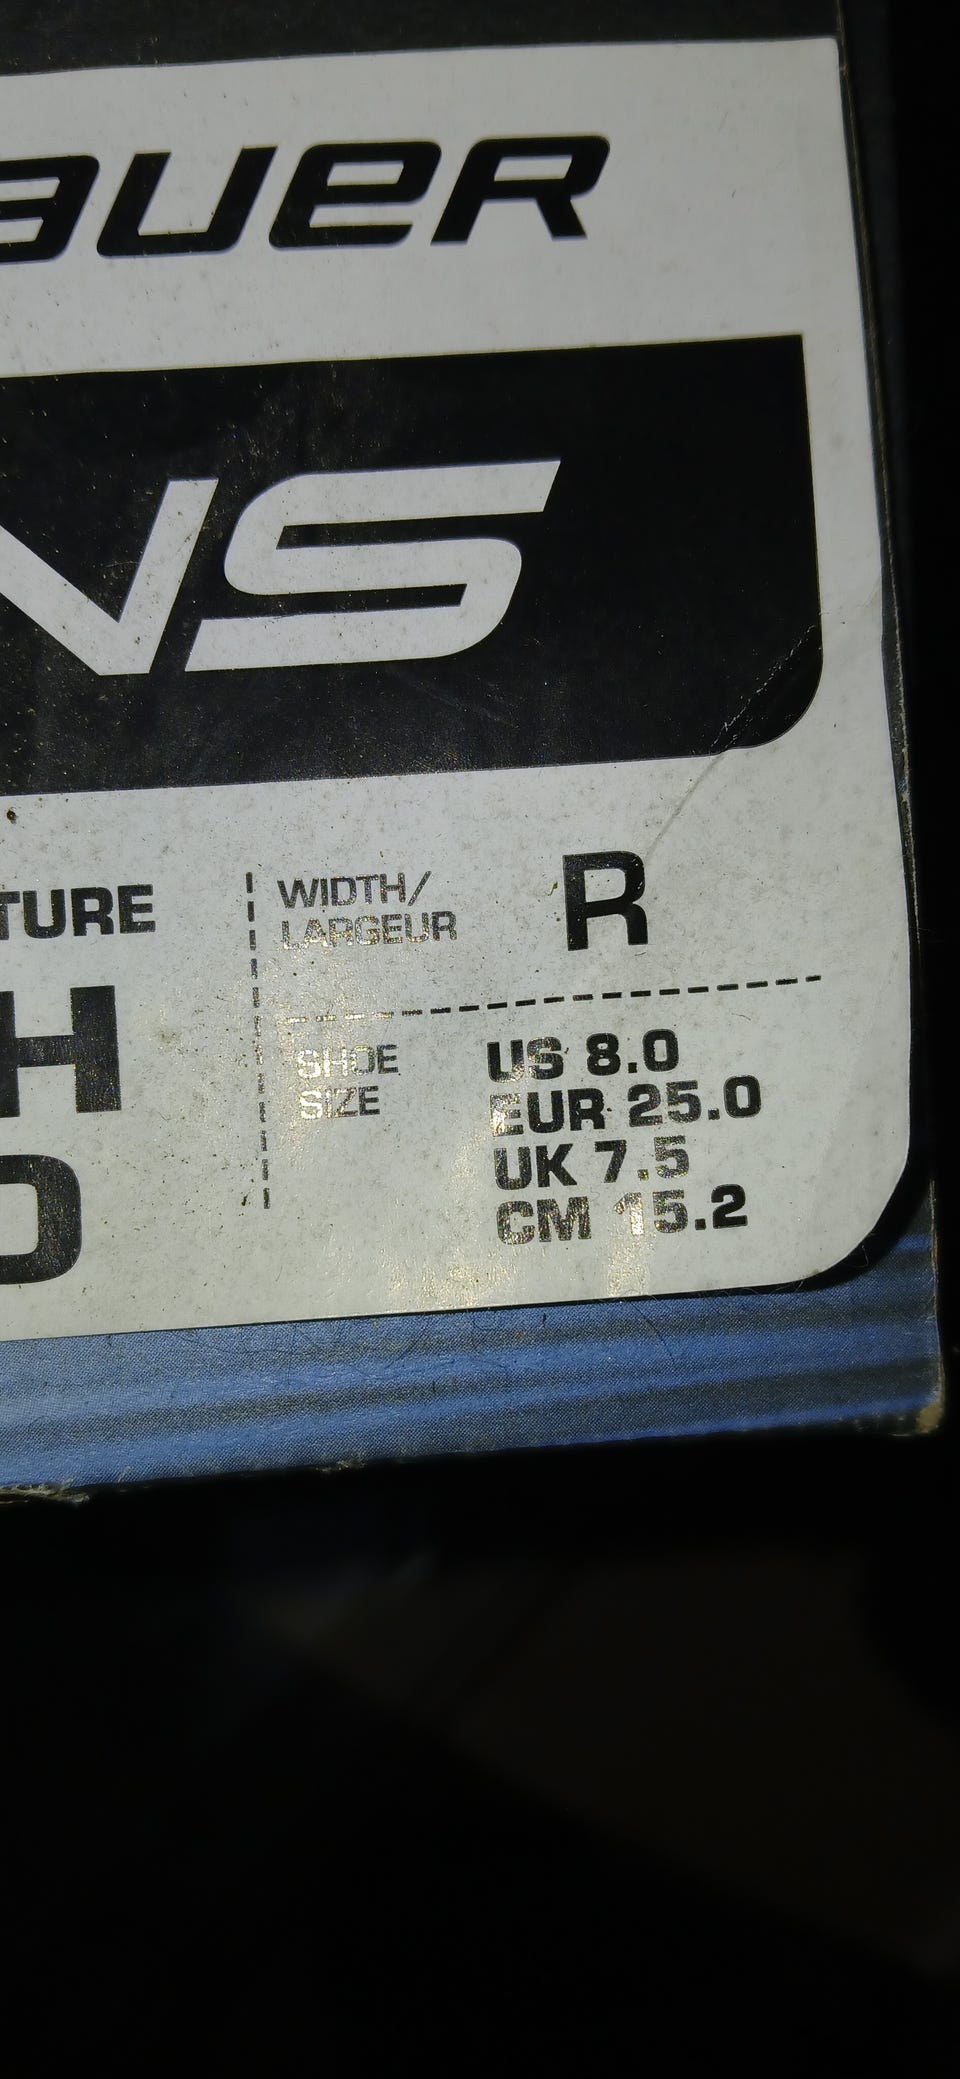 auer
NS
TURE
H
WIDTH/
LARGEUR
R
SHOE
SIZE
US 8.0
EUR 25.0
UK 7.5
CM 15.2